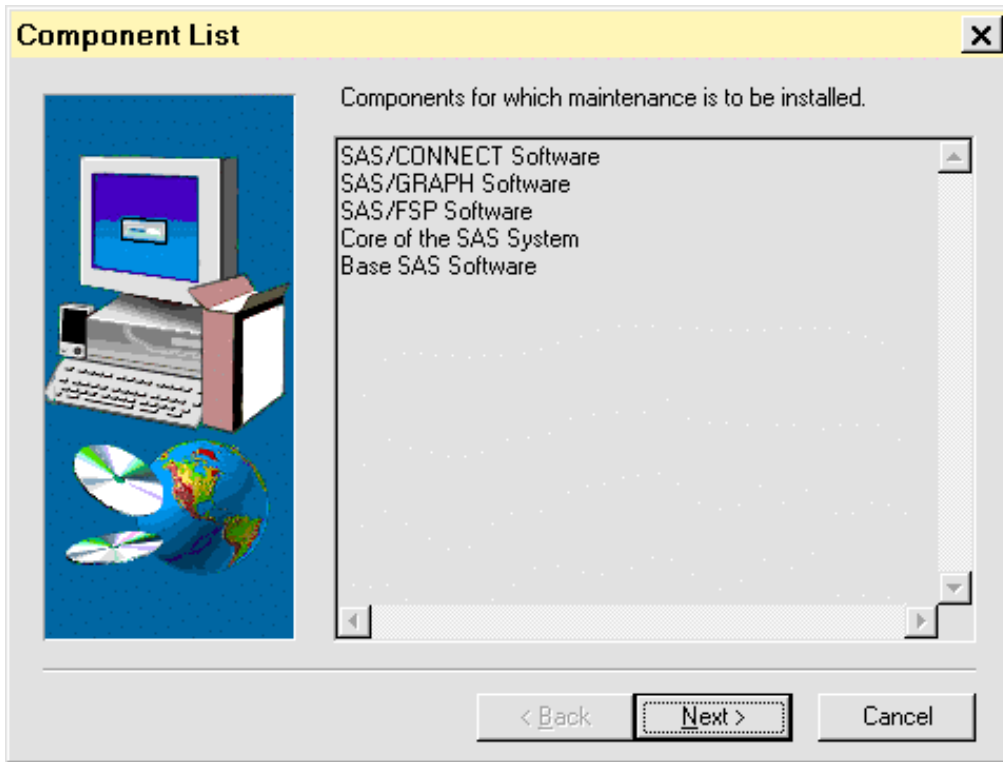 Component List
Components for which maintenance is to be installed.
SAS/CONNECT Software
SAS/GRAPH Software
SAS/FSP Software
Core of the SAS System
Base SAS Software
< Back
Next >
Cancel